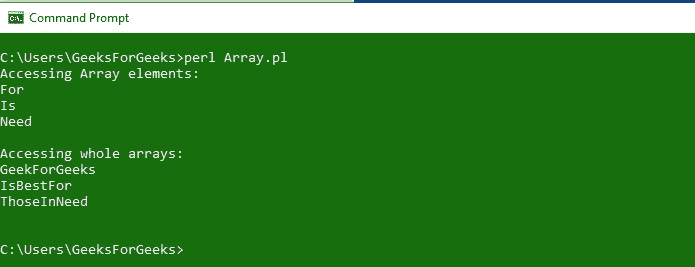 Command Prompt
C:\Users\GeeksForGeeks>perl Array.pl
Accessing Array elements:
For
Is
Need
Accessing whole arrays:
GeekForGeeks
IsBestFor
ThoseInNeed
C:\Users\GeeksForGeeks>